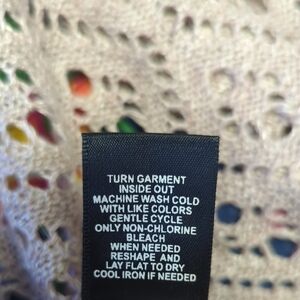 TURN GARMENT
INSIDE OUT
MACHINE WASH COLD
WITH LIKE COLORS
GENTLE CYCLE
ONLY NON-CHLORINE
BLEACH
WHEN NEEDED
RESHAPE AND
LAY FLAT TO DRY
COOL IRON IF NEEDED